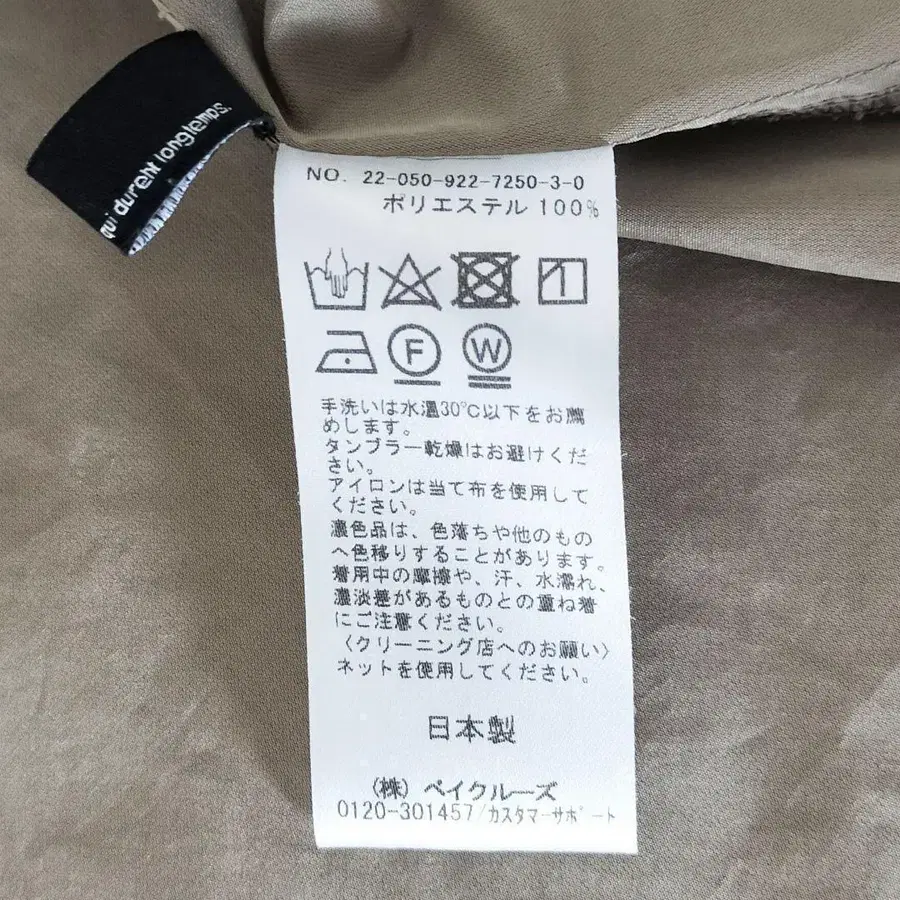 qui durent longtemps.
NO. 22-050-922-7250-3-0
ポリエステル 100%
F
W
手洗いは水温30℃以下をお薦
めします。
タンブラー乾燥はお避けくだ
さい。
アイロンは当て布を使用して
ください。
濃色品は、色落ちや他のもの
へ色移りすることがあります。
着用中の摩擦や、汗、水濡れ、
濃淡差があるものとの重ね着
にご注意ください。
〈クリーニング店へのお願い〉
ネットを使用してください。
日本製
(株) ベイクルーズ
0120-301457/カスタマーサポート